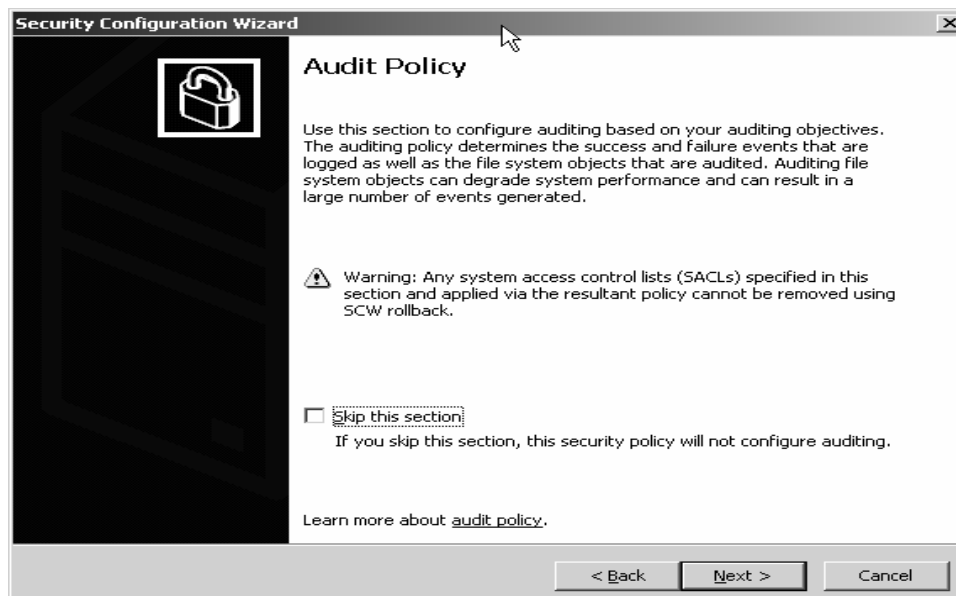 Security Configuration Wizard
Audit Policy
Use this section to configure auditing based on your auditing objectives.
The auditing policy determines the success and failure events that are
logged as well as the file system objects that are audited. Auditing file
system objects can degrade system performance and can result in a
large number of events generated.
Warning: Any system access control lists (SACLs) specified in this
section and applied via the resultant policy cannot be removed using
SCW rollback.
Skip this section
If you skip this section, this security policy will not configure auditing.
Learn more about audit policy.
< Back
Next >
Cancel